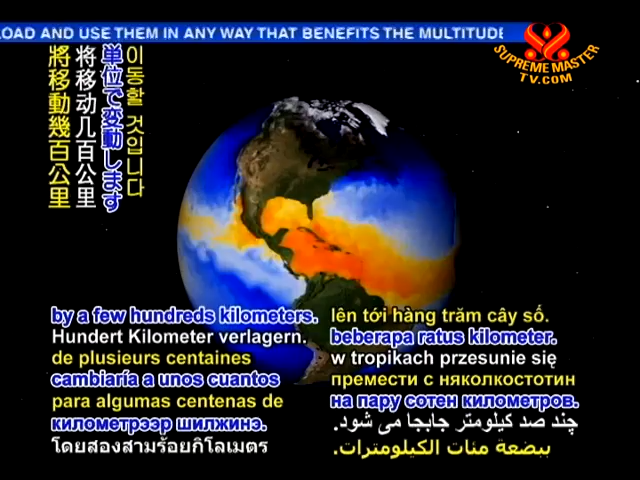 OAD AND USE THEM IN ANY WAY THAT BENEFITS THE MULTITUDE
SUPREME MASTER
TV.COM
이동할 것입니다
単位で変動します
将移动几百公里
將移動幾百公里
by a few hundreds kilometers.
Hundert Kilometer verlagern.
de plusieurs centaines
cambiaría a unos cuantos
para algumas centenas de
километрээр шилжинэ.
โดยสองสามร้อยกิโลเมตร
lên tới hàng trăm cây số.
beberapa ratus kilometer.
w tropikach przesunie się
премести с няколкостотин
на пару сотен километров.
چند صد کیلومتر جابجا می شود.
ببضعة مئات الكيلومترات.